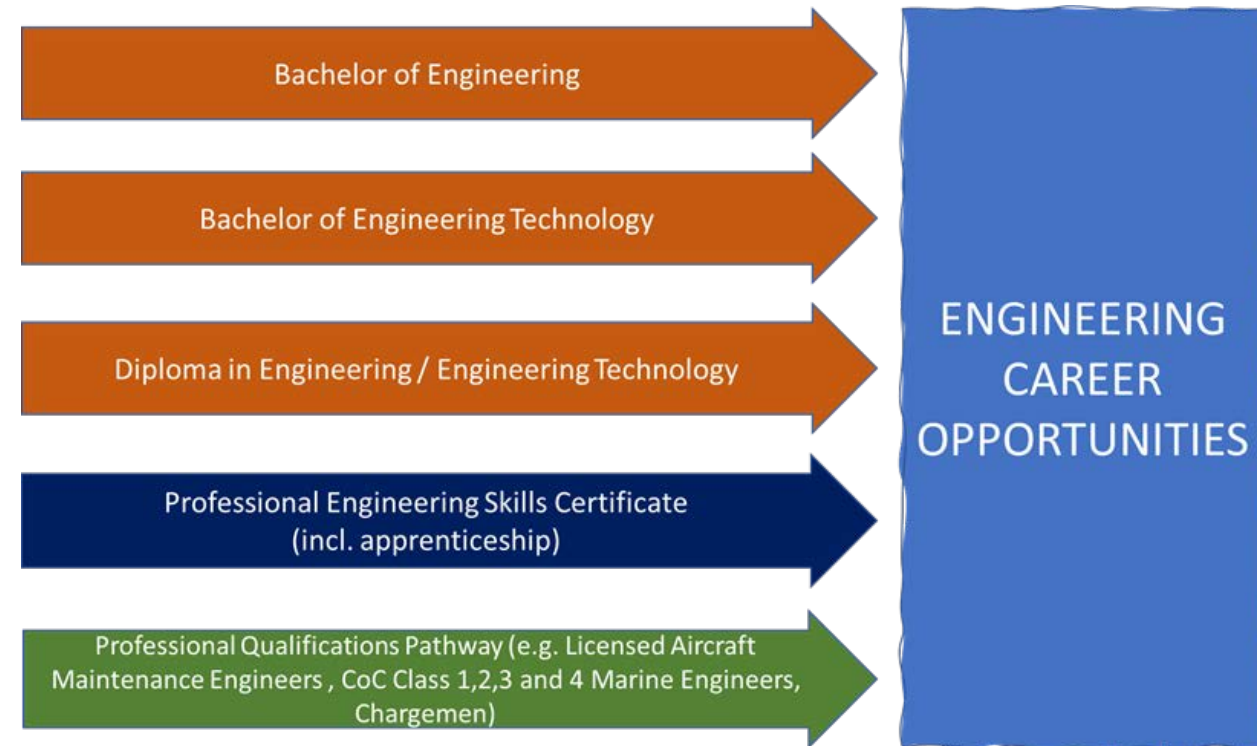 Bachelor of Engineering
Bachelor of Engineering Technology
Diploma in Engineering / Engineering Technology
Professional Engineering Skills Certificate
(incl. apprenticeship)
Professional Qualifications Pathway (e.g. Licensed Aircraft
Maintenance Engineers , CoC Class 1,2,3 and 4 Marine Engineers,
Chargemen)
ENGINEERING
CAREER
OPPORTUNITIES